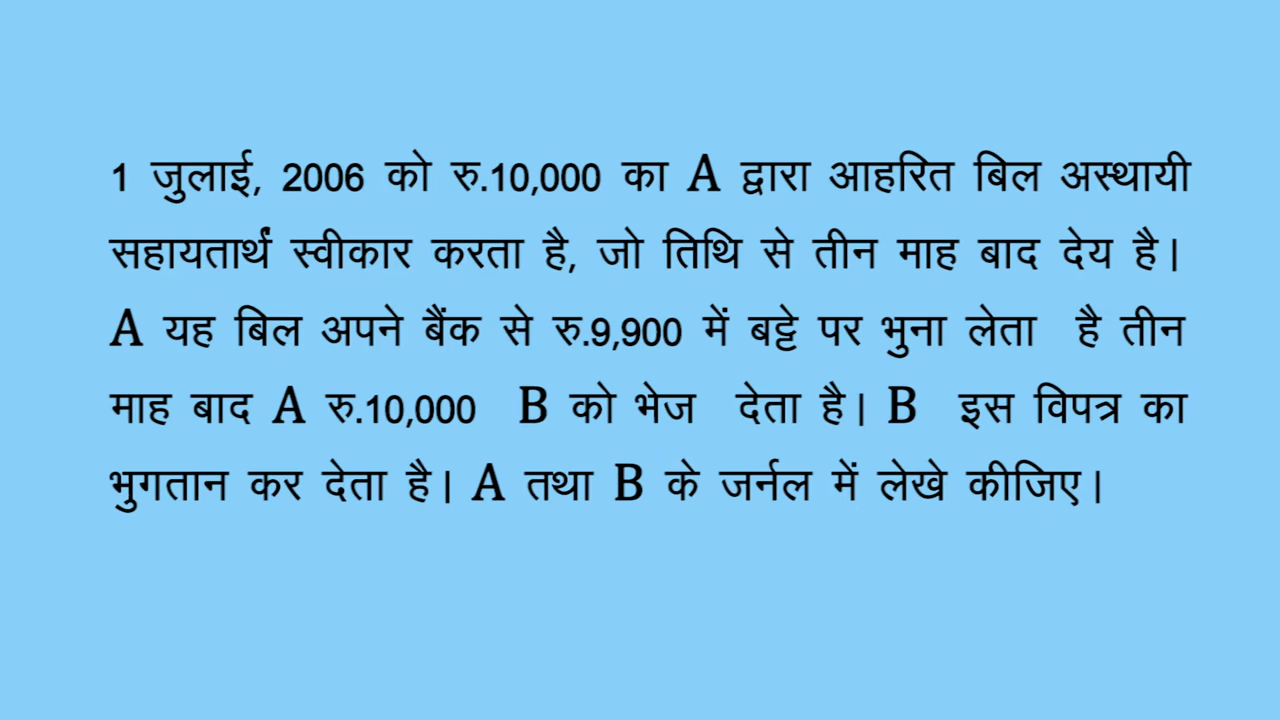 1 जुलाई, 2006 को रु.10,000 का A द्वारा आहरित बिल अस्थायी
सहायतार्थं स्वीकार करता है, जो तिथि से तीन माह बाद देय है।
A यह बिल अपने बैंक से रु.9,900 में बट्टे पर भुना लेता है तीन
माह बाद A रु.10,000 B को भेज देता है। B इस विपत्र का
भुगतान कर देता है। A तथा B के जर्नल में लेखे कीजिए।